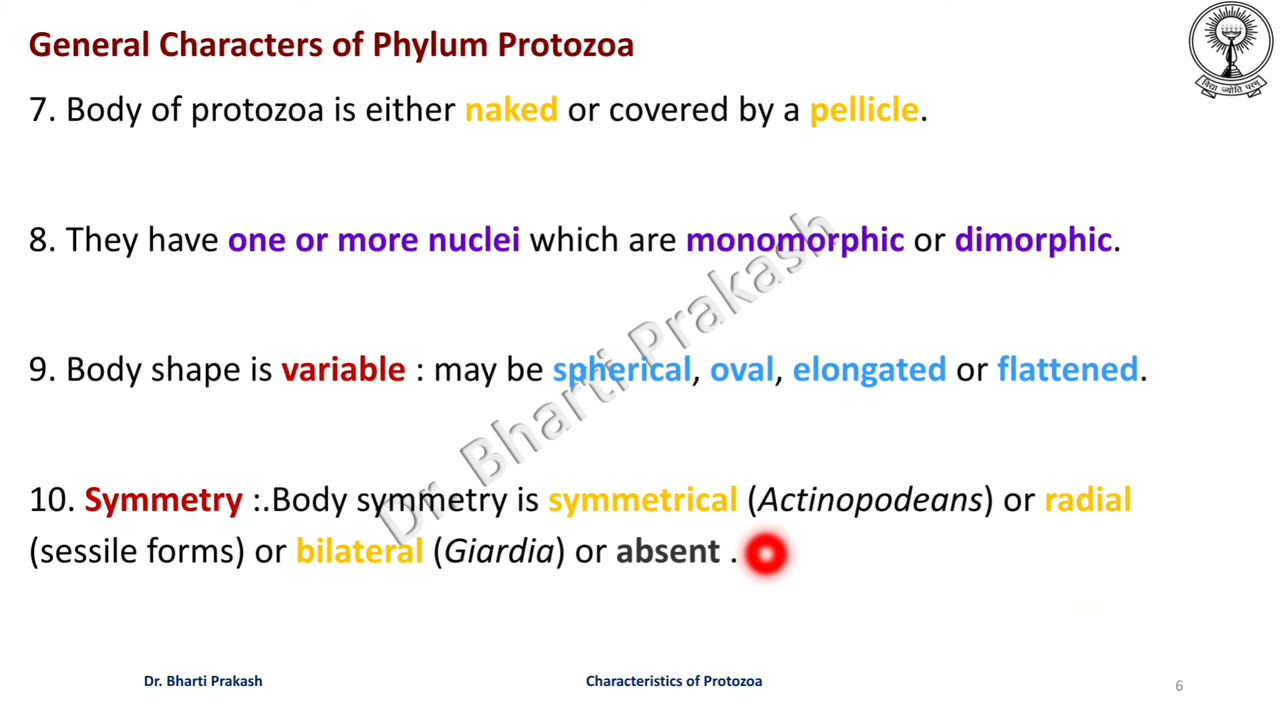 General Characters of Phylum Protozoa
7. Body of protozoa is either naked or covered by a pellicle.
8. They have one or more nuclei which are monomorphic or dimorphic.
9. Body shape is variable : may be spherical, oval, elongated or flattened.
10. Symmetry :.Body symmetry is symmetrical (Actinopodeans) or radial
(sessile forms) or bilateral (Giardia) or absent .
Dr. Bharti Prakash
विद्या ज्योति परम
Dr. Bharti Prakash
Characteristics of Protozoa
6